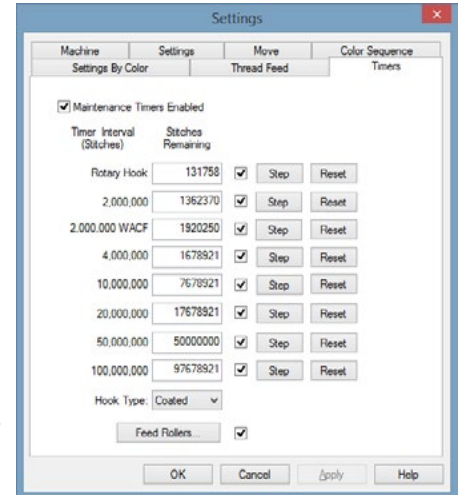 Settings
Machine Settings Move Color Sequence
Settings By Color Thread Feed Timers
Maintenance Timers Enabled
Timer Interval Stitches
(Stitches) Remaining
Rotary Hook 131758 Step Reset
2,000,000 1362370 Step Reset
2.000.000 WACF 1920250 Step Reset
4,000,000 1678921 Step Reset
10,000,000 7678921 Step Reset
20,000,000 17678921 Step Reset
50,000,000 50000000 Step Reset
100,000,000 97678921 Step Reset
Hook Type: Coated
Feed Rollers...
OK Cancel Apply Help